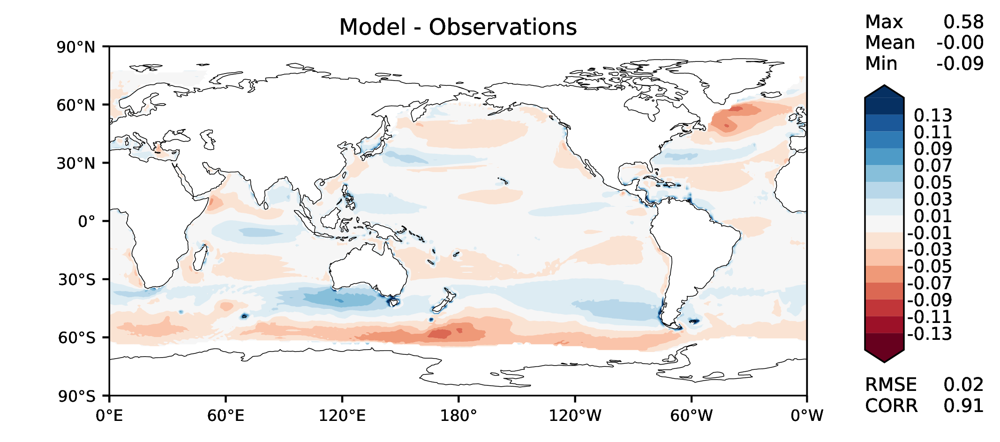 Model - Observations
Max 0.58
Mean -0.00
Min -0.09
90°N
60°N
30°N
0°
30°S
60°S
90°S
0°E 60°E 120°E 180° 120°W 60°W 0°W
0.13
0.11
0.09
0.07
0.05
0.03
0.01
-0.01
-0.03
-0.05
-0.07
-0.09
-0.11
-0.13
RMSE 0.02
CORR 0.91